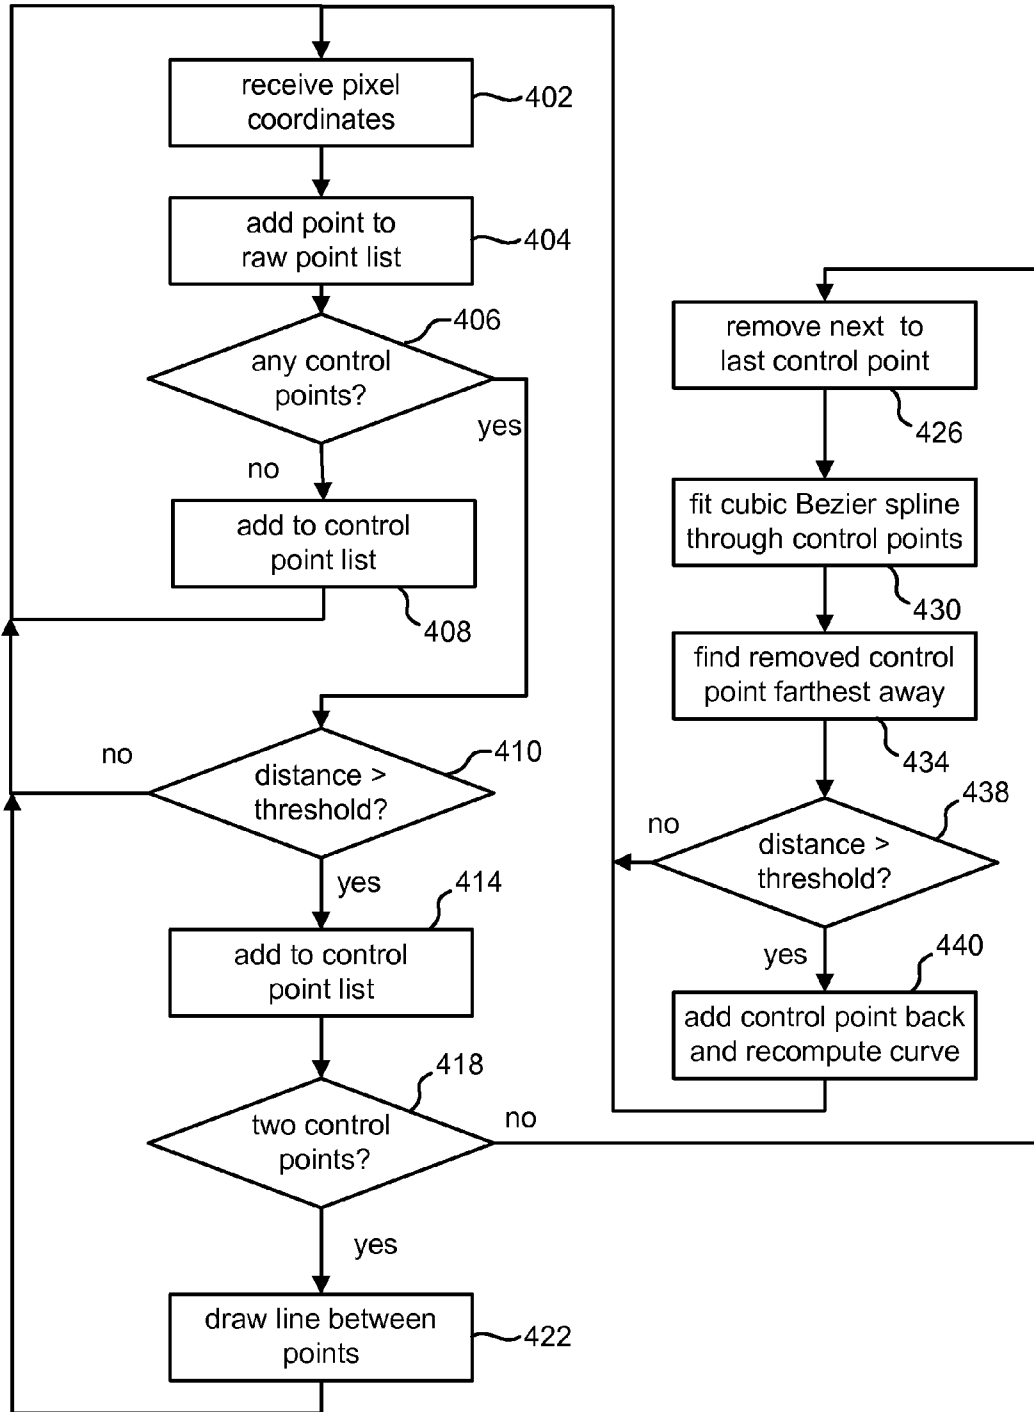 receive pixel
coordinates
402
add point to
raw point list
404
406
any control
points?
yes
no
add to control
point list
408
no
410
distance >
threshold?
yes
414
add to control
point list
418
two control
points?
no
yes
draw line between
points
422
remove next to
last control point
426
fit cubic Bezier spline
through control points
430
find removed control
point farthest away
434
438
no
distance >
threshold?
yes
440
add control point back
and recompute curve